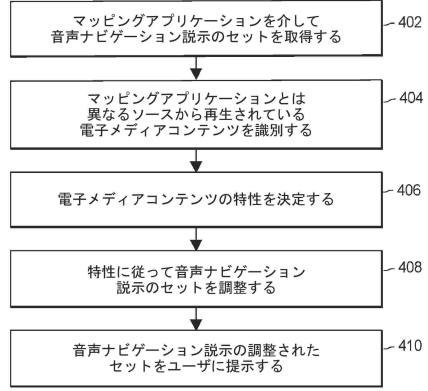 マッピングアプリケーションを介して
音声ナビゲーション説示のセットを取得する
402
マッピングアプリケーションとは
異なるソースから再生されている
電子メディアコンテンツを識別する
404
電子メディアコンテンツの特性を決定する
406
特性に従って音声ナビゲーション
説示のセットを調整する
408
音声ナビゲーション説示の調整された
セットをユーザに提示する
410